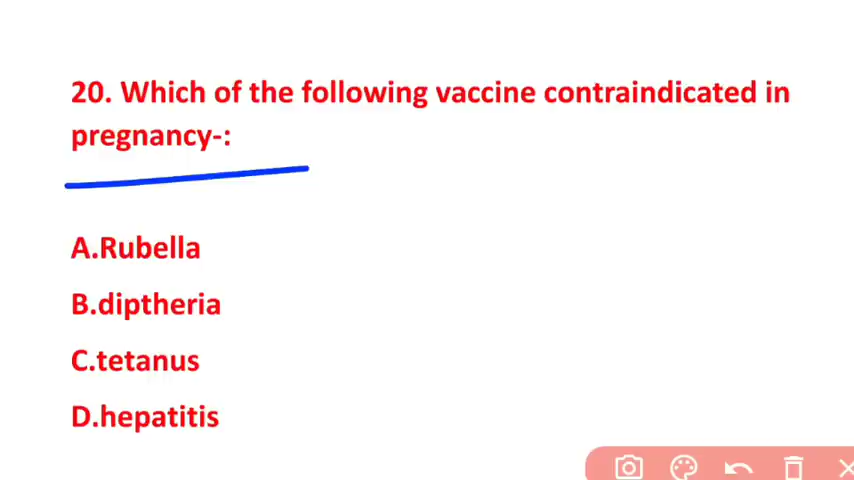 20. Which of the following vaccine contraindicated in
pregnancy-:
A.Rubella
B.diptheria
C.tetanus
D.hepatitis